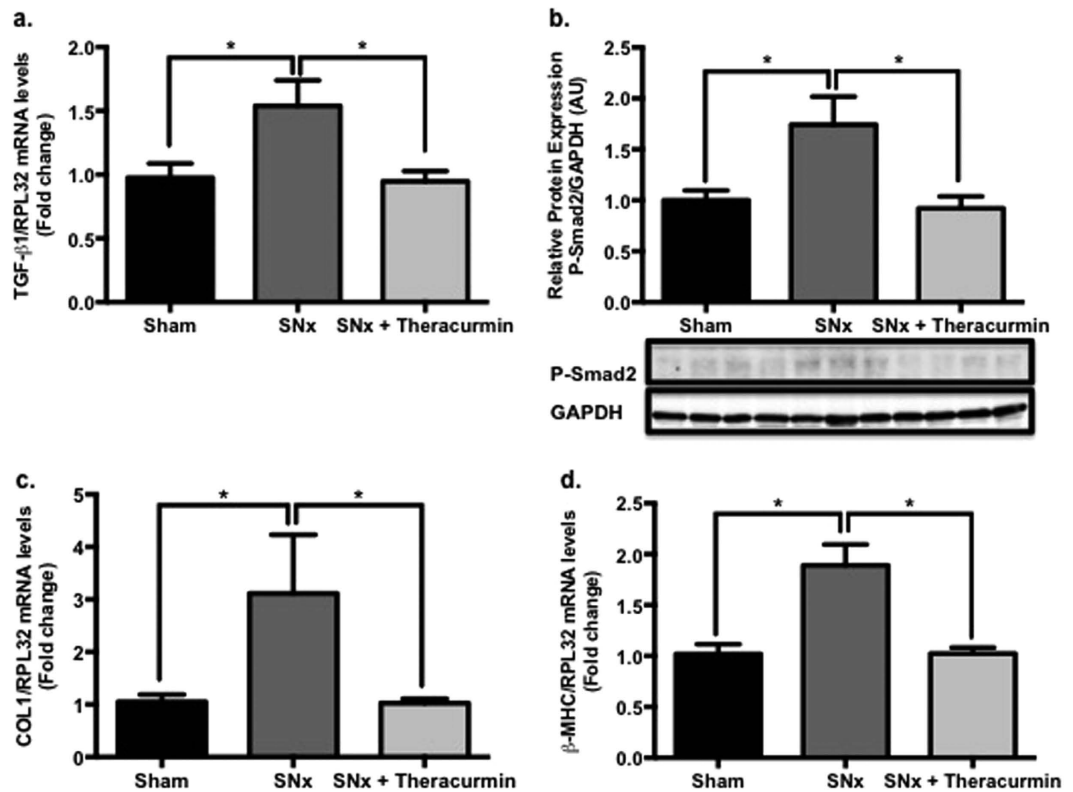 a.
TGF-β1/RPL32 mRNA levels
(Fold change)
2.0
1.5
1.0
0.5
0.0
*
*
Sham
SNx
SNx + Theracurmin
b.
Relative Protein Expression
P-Smad2/GAPDH (AU)
2.5
2.0
1.5
1.0
0.5
0.0
*
*
Sham
SNx
SNx + Theracurmin
P-Smad2
GAPDH
c.
COL1/RPL32 mRNA levels
(Fold change)
5
4
3
2
1
0
*
*
Sham
SNx
SNx + Theracurmin
d.
β-MHC/RPL32 mRNA levels
(Fold change)
2.5
2.0
1.5
1.0
0.5
0.0
*
*
Sham
SNx
SNx + Theracurmin